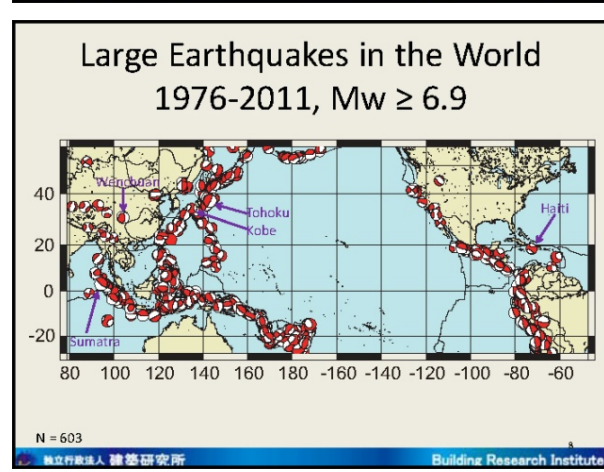 Large Earthquakes in the World
1976-2011, Mw ≥ 6.9
Wenchuan
40
Tohoku
Haiti
Kobe
20
0
-20
Sumatra
80 100 120 140 160 180 -160 -140 -120 -100 -80 -60
N = 603
8
独立行政法人 建築研究所
Building Research Institute